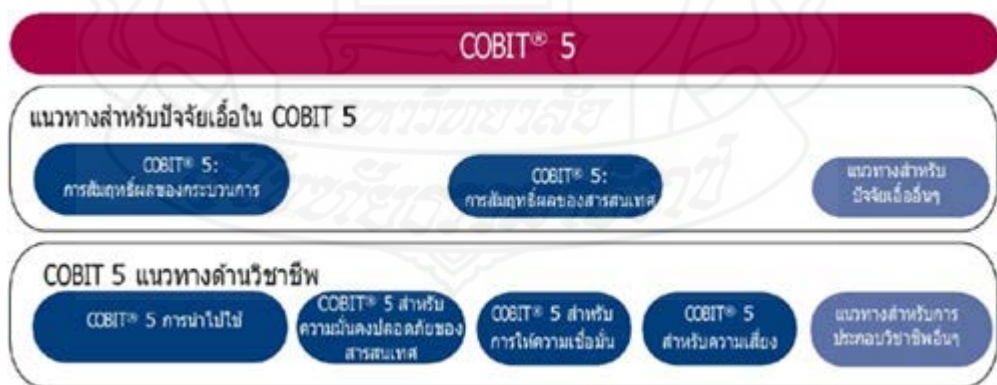 COBIT® 5
แนวทางสำหรับปัจจัยเอื้อใน COBIT 5
COBIT® 5:
การสัมฤทธิ์ผลของกระบวนการ
COBIT® 5:
การสัมฤทธิ์ผลของสารสนเทศ
แนวทางสำหรับ
ปัจจัยเอื้ออื่นๆ
COBIT 5 แนวทางด้านวิชาชีพ
COBIT® 5 การนำไปใช้
COBIT® 5 สำหรับ
ความมั่นคงปลอดภัยของ
สารสนเทศ
COBIT® 5 สำหรับ
การให้ความเชื่อมั่น
COBIT® 5
สำหรับความเสี่ยง
แนวทางสำหรับการ
ประกอบวิชาชีพอื่นๆ